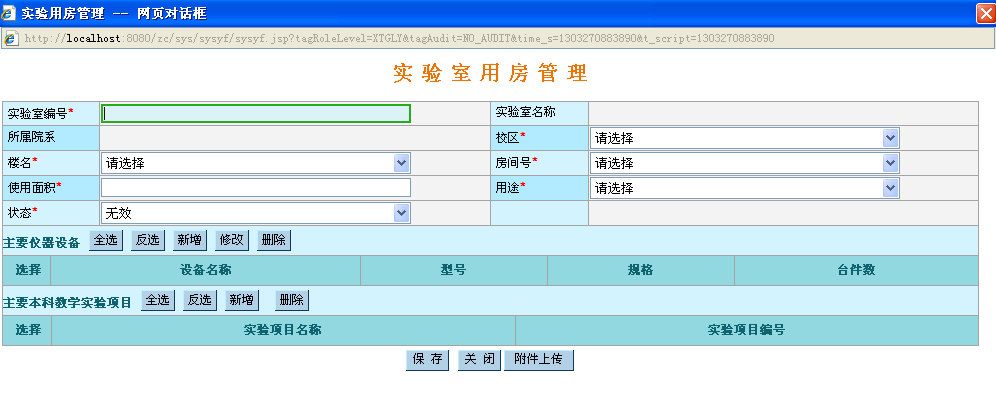 实验用房管理 -- 网页对话框
http://localhost:8080/zc/sys/sysyf/sysyf.jsp?tagRoleLevel=XTGLY&tagAudit=NO_AUDIT&time_s=1303270883890&t_script=1303270883890
实验室用房管理
实验室编号* 实验室名称
所属院系 校区* 请选择
楼名* 请选择 房间号* 请选择
使用面积* 用途* 请选择
状态* 无效
主要仪器设备 全选 反选 新增 修改 删除
选择 设备名称 型号 规格 台件数
主要本科教学实验项目 全选 反选 新增 删除
选择 实验项目名称 实验项目编号
保 存 关 闭 附件上传